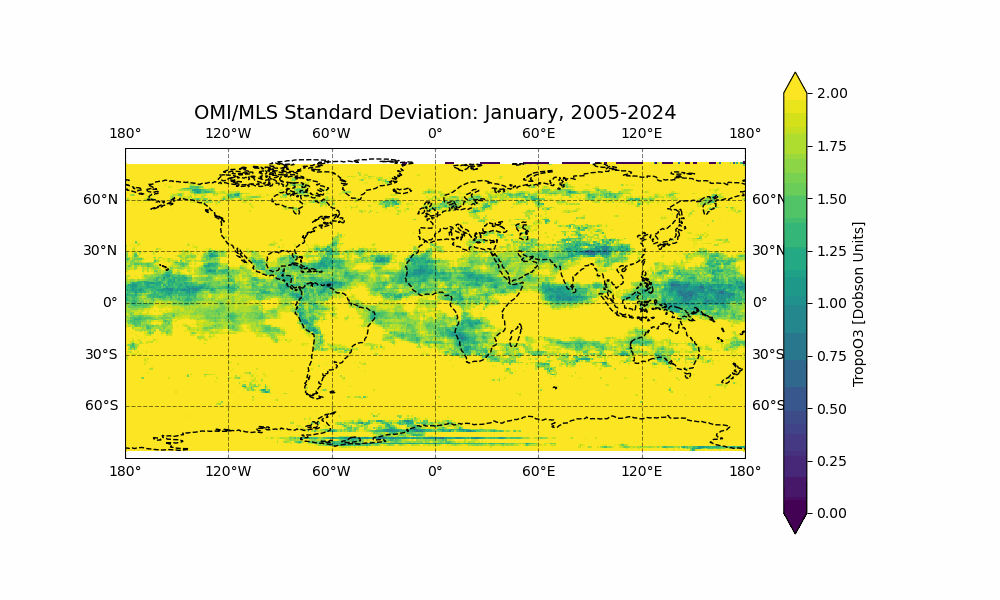 OMI/MLS Standard Deviation: January, 2005-2024
180° 120°W 60°W 0° 60°E 120°E 180°
60°N 60°N
30°N 30°N
0° 0°
30°S 30°S
60°S 60°S
180° 120°W 60°W 0° 60°E 120°E 180°
2.00
1.75
1.50
1.25
1.00
0.75
0.50
0.25
0.00
TropoO3 [Dobson Units]